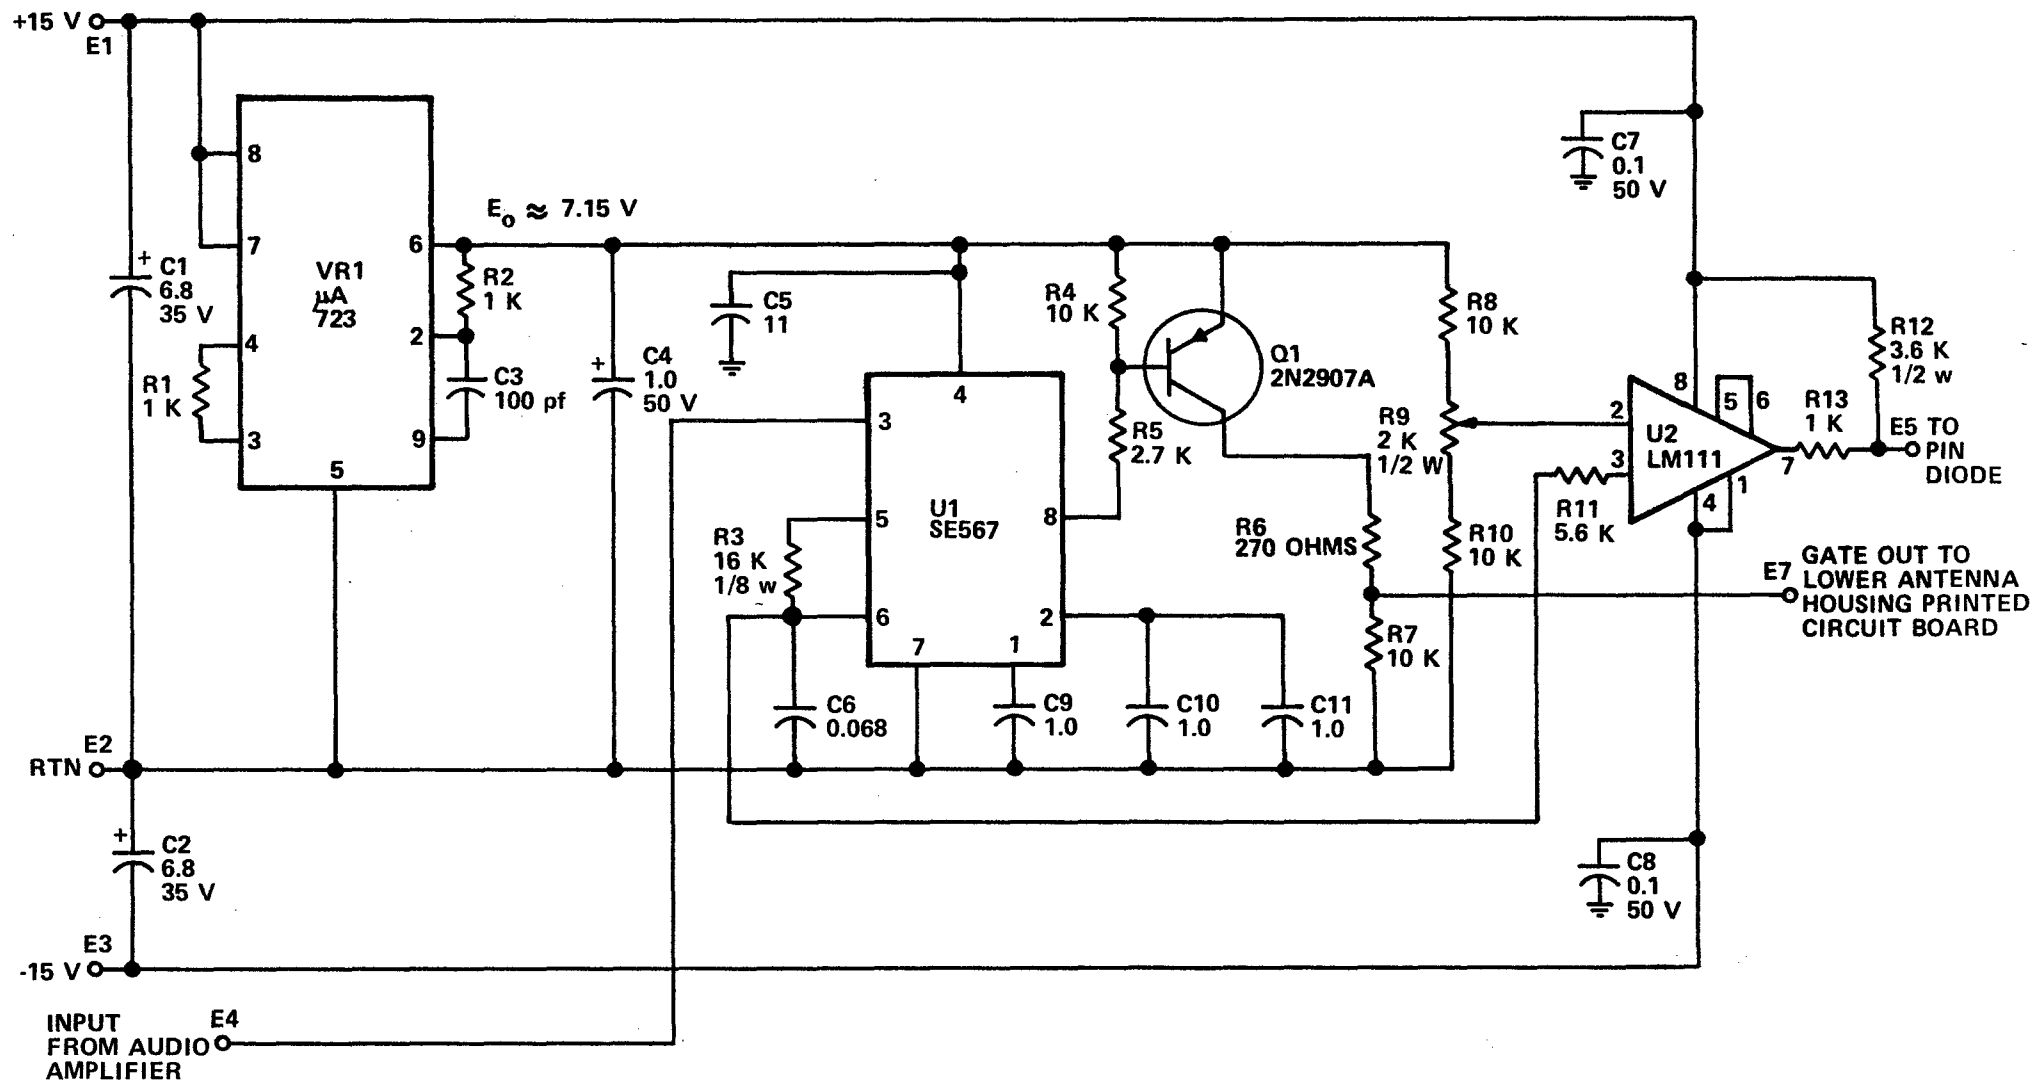 +15 V
E1
C1
6.8
35 V
8
7
4
3
5
6
2
9
VR1
µA
723
R1
1 K
Eo ≈ 7.15 V
R2
1 K
C3
100 pf
C4
1.0
50 V
C5
11
R4
10 K
R5
2.7 K
Q1
2N2907A
R8
10 K
R9
2 K
1/2 W
R10
10 K
R6
270 OHMS
R7
10 K
U1
SE567
4
3
5
6
7
1
2
8
R3
16 K
1/8 w
C6
0.068
C9
1.0
C10
1.0
C11
1.0
C7
0.1
50 V
R12
3.6 K
1/2 w
R13
1 K
U2
LM111
8
5
6
2
3
4
1
7
R11
5.6 K
E5 TO
PIN
DIODE
E7
GATE OUT TO
LOWER ANTENNA
HOUSING PRINTED
CIRCUIT BOARD
C8
0.1
50 V
E2
RTN
C2
6.8
35 V
E3
-15 V
E4
INPUT
FROM AUDIO
AMPLIFIER
+
+
+